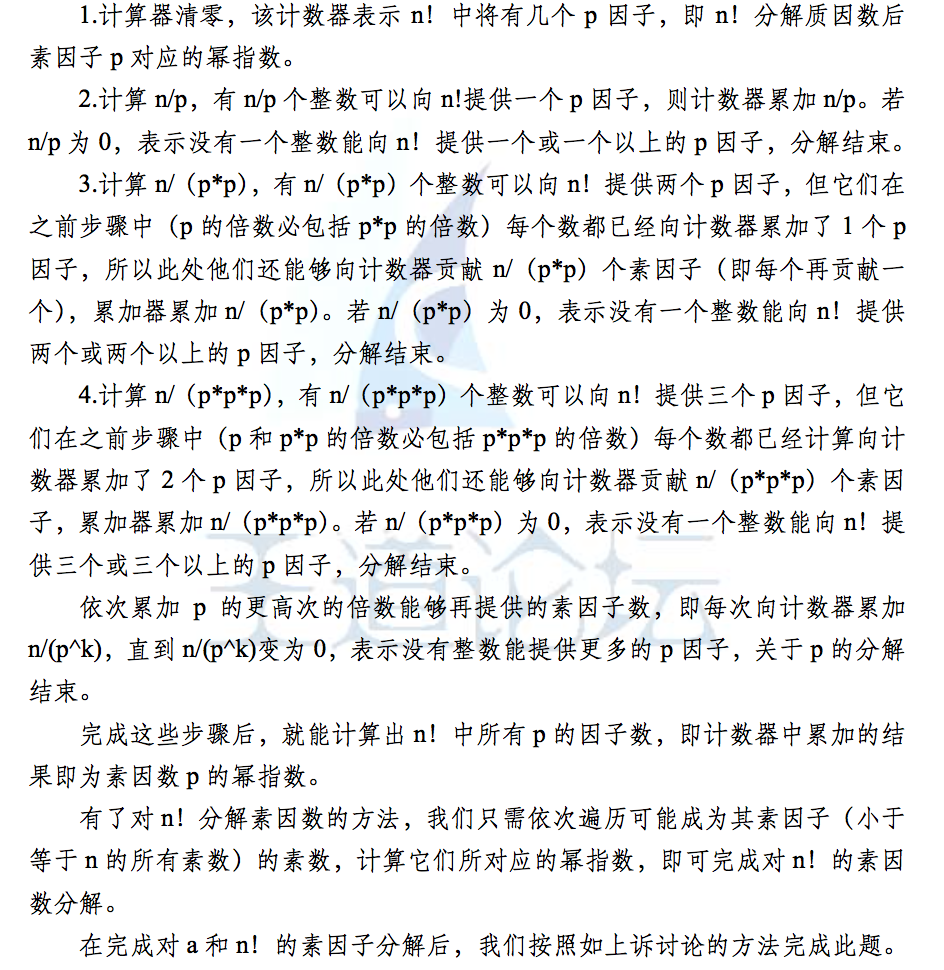 1.计算器清零，该计数器表示 n！中将有几个 p 因子，即 n！分解质因数后
素因子 p 对应的幂指数。
2.计算 n/p，有 n/p 个整数可以向 n!提供一个 p 因子，则计数器累加 n/p。若
n/p 为 0，表示没有一个整数能向 n！提供一个或一个以上的 p 因子，分解结束。
3.计算 n/（p*p），有 n/（p*p）个整数可以向 n！提供两个 p 因子，但它们在
之前步骤中（p 的倍数必包括 p*p 的倍数）每个数都已经向计数器累加了 1 个 p
因子，所以此处他们还能够向计数器贡献 n/（p*p）个素因子（即每个再贡献一
个），累加器累加 n/（p*p）。若 n/（p*p）为 0，表示没有一个整数能向 n！提供
两个或两个以上的 p 因子，分解结束。
4.计算 n/（p*p*p），有 n/（p*p*p）个整数可以向 n！提供三个 p 因子，但它
们在之前步骤中（p 和 p*p 的倍数必包括 p*p*p 的倍数）每个数都已经计算向计
数器累加了 2 个 p 因子，所以此处他们还能够向计数器贡献 n/（p*p*p）个素因
子，累加器累加 n/（p*p*p）。若 n/（p*p*p）为 0，表示没有一个整数能向 n！提
供三个或三个以上的 p 因子，分解结束。
依次累加 p 的更高次的倍数能够再提供的素因子数，即每次向计数器累加
n/(p^k)，直到 n/(p^k)变为 0，表示没有整数能提供更多的 p 因子，关于 p 的分解
结束。
完成这些步骤后，就能计算出 n！中所有 p 的因子数，即计数器中累加的结
果即为素因数 p 的幂指数。
有了对 n！分解素因数的方法，我们只需依次遍历可能成为其素因子（小于
等于 n 的所有素数）的素数，计算它们所对应的幂指数，即可完成对 n！的素因
数分解。
在完成对 a 和 n！的素因子分解后，我们按照如上诉讨论的方法完成此题。
王道论坛